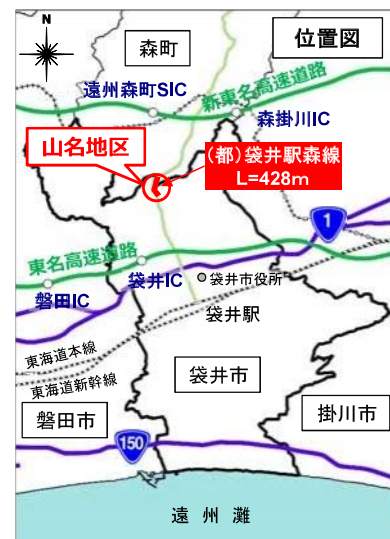 N
森町
位置図
遠州森町SIC
新東名高速道路
森掛川IC
山名地区
(都)袋井駅森線
L=428m
1
東名高速道路
袋井IC
袋井市役所
磐田IC
袋井駅
東海道本線
東海道新幹線
袋井市
磐田市
掛川市
150
遠州灘